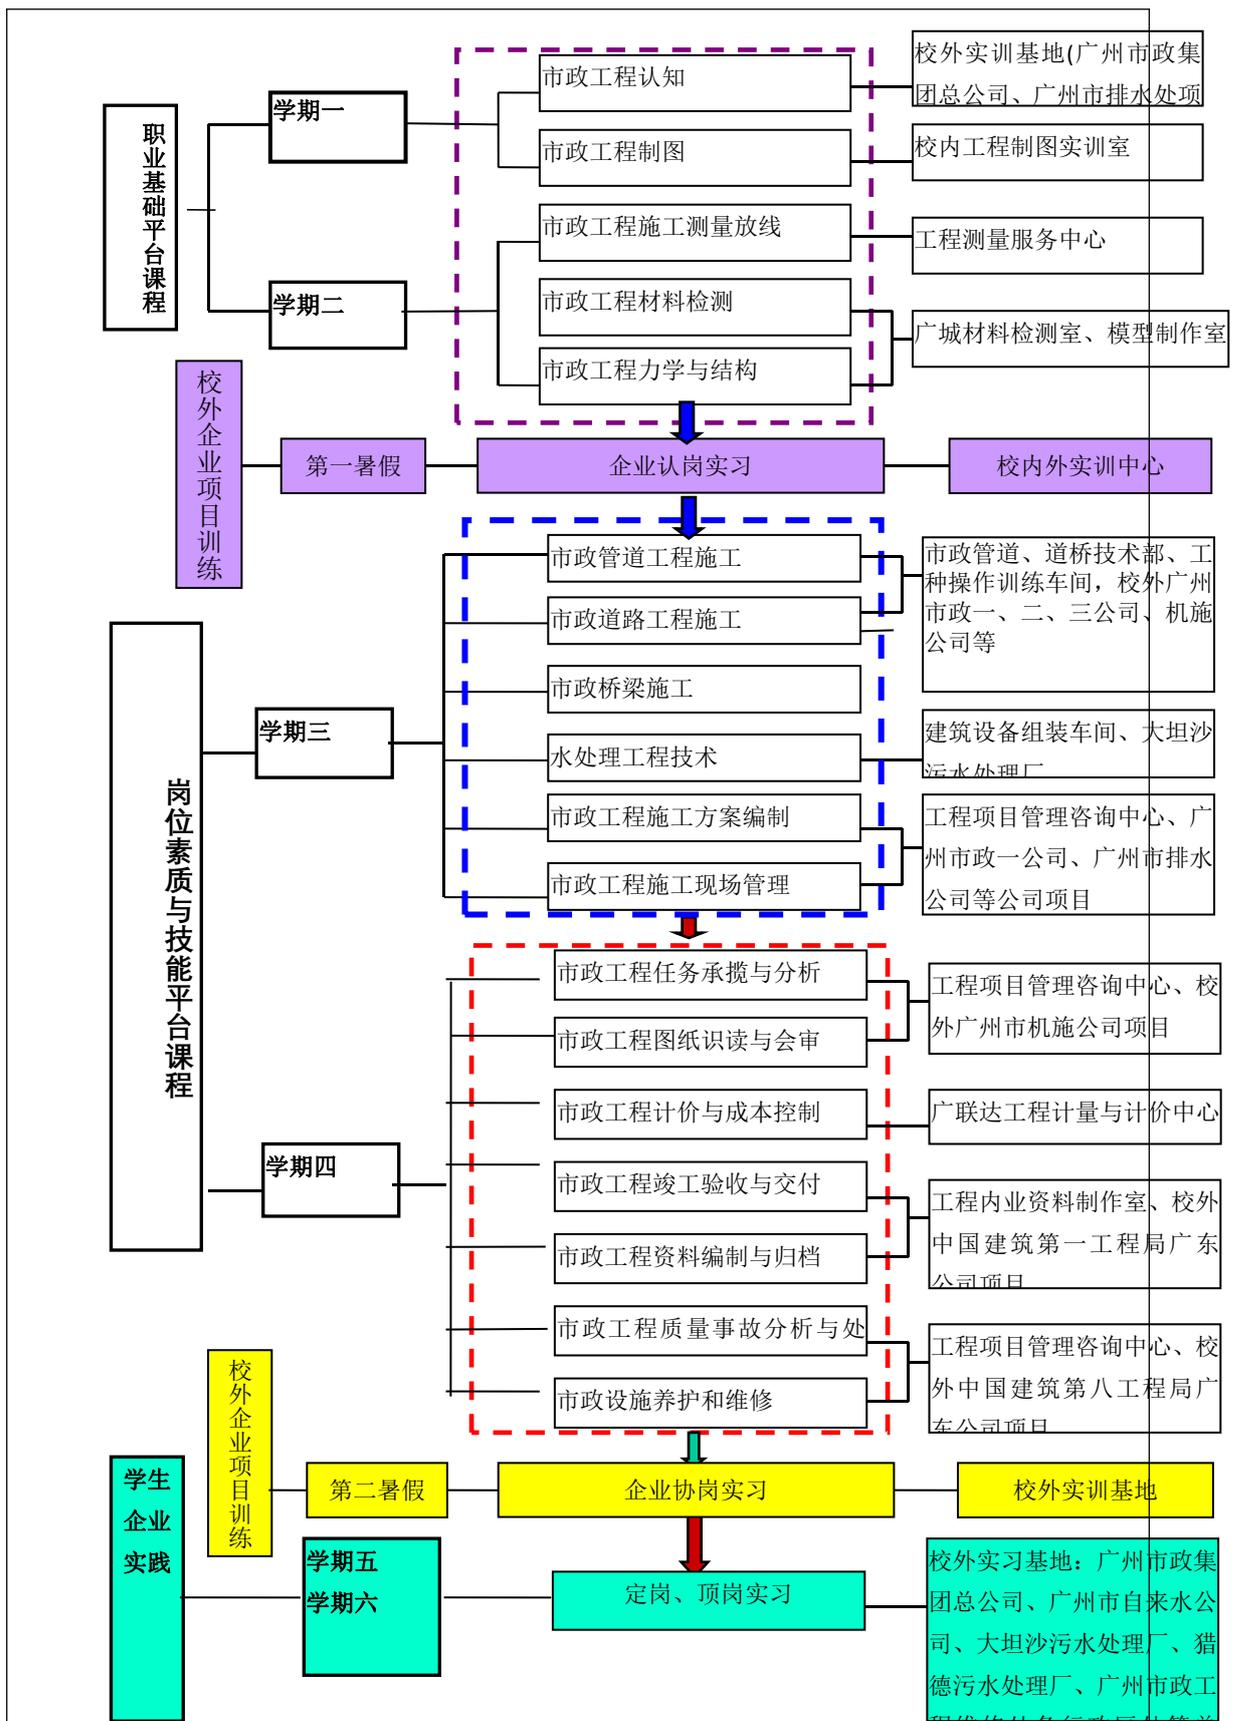 职业基础平台课程
学期一
市政工程认知
校外实训基地(广州市政集
团总公司、广州市排水处项
市政工程制图
校内工程制图实训室
学期二
市政工程施工测量放线
工程测量服务中心
市政工程材料检测
广城材料检测室、模型制作室
市政工程力学与结构
校外企业项目训练
第一暑假
企业认岗实习
校内外实训中心
岗位素质与技能平台课程
学期三
市政管道工程施工
市政道路工程施工
市政管道、道桥技术部、工
种操作训练车间，校外广州
市政一、二、三公司、机施
公司等
市政桥梁施工
水处理工程技术
建筑设备组装车间、大坦沙
污水处理厂
市政工程施工方案编制
市政工程施工现场管理
工程项目管理咨询中心、广
州市政一公司、广州市排水
公司等公司项目
学期四
市政工程任务承揽与分析
市政工程图纸识读与会审
工程项目管理咨询中心、校
外广州市机施公司项目
市政工程计价与成本控制
广联达工程计量与计价中心
市政工程竣工验收与交付
市政工程资料编制与归档
工程内业资料制作室、校外
中国建筑第一工程局广东
公司项目
市政工程质量事故分析与处
市政设施养护和维修
工程项目管理咨询中心、校
外中国建筑第八工程局广
东公司项目
校外企业项目训练
第二暑假
企业协岗实习
校外实训基地
学生
企业
实践
学期五
学期六
定岗、顶岗实习
校外实习基地：广州市政集
团总公司、广州市自来水公
司、大坦沙污水处理厂、猎
德污水处理厂、广州市政工